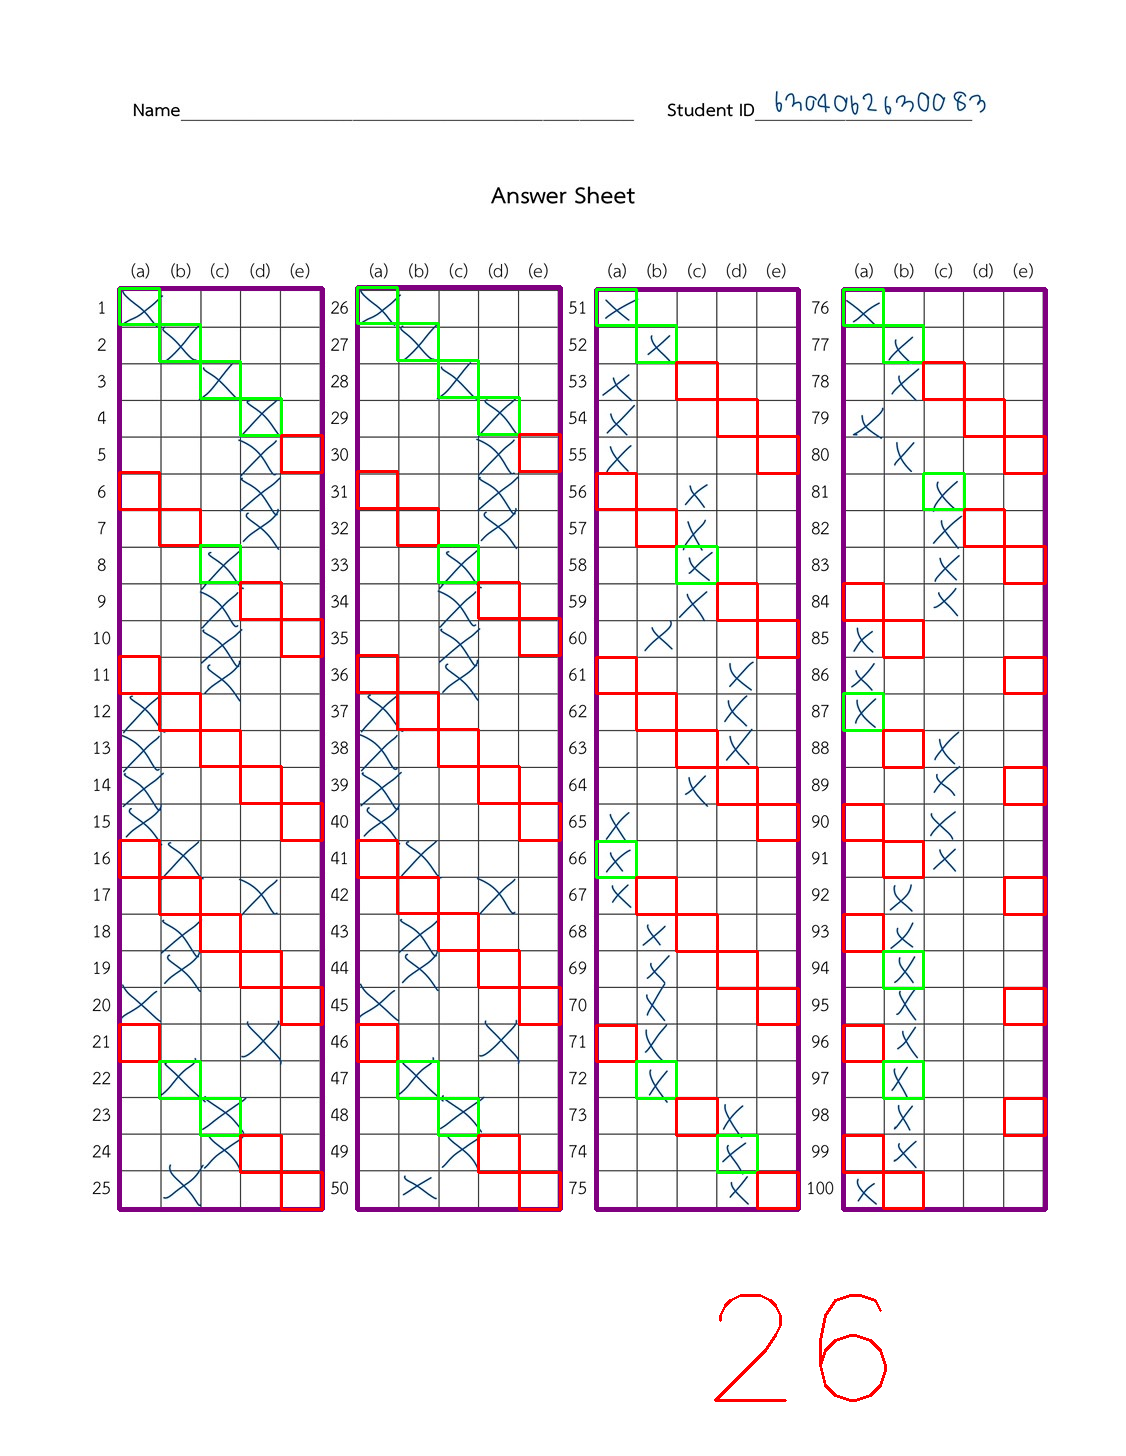 Name Student ID 6304062630083
Answer Sheet
(a) (b) (c) (d) (e) (a) (b) (c) (d) (e) (a) (b) (c) (d) (e) (a) (b) (c) (d) (e)
1 26 51 76
2 27 52 77
3 28 53 78
4 29 54 79
5 30 55 80
6 31 56 81
7 32 57 82
8 33 58 83
9 34 59 84
10 35 60 85
11 36 61 86
12 37 62 87
13 38 63 88
14 39 64 89
15 40 65 90
16 41 66 91
17 42 67 92
18 43 68 93
19 44 69 94
20 45 70 95
21 46 71 96
22 47 72 97
23 48 73 98
24 49 74 99
25 50 75 100
26